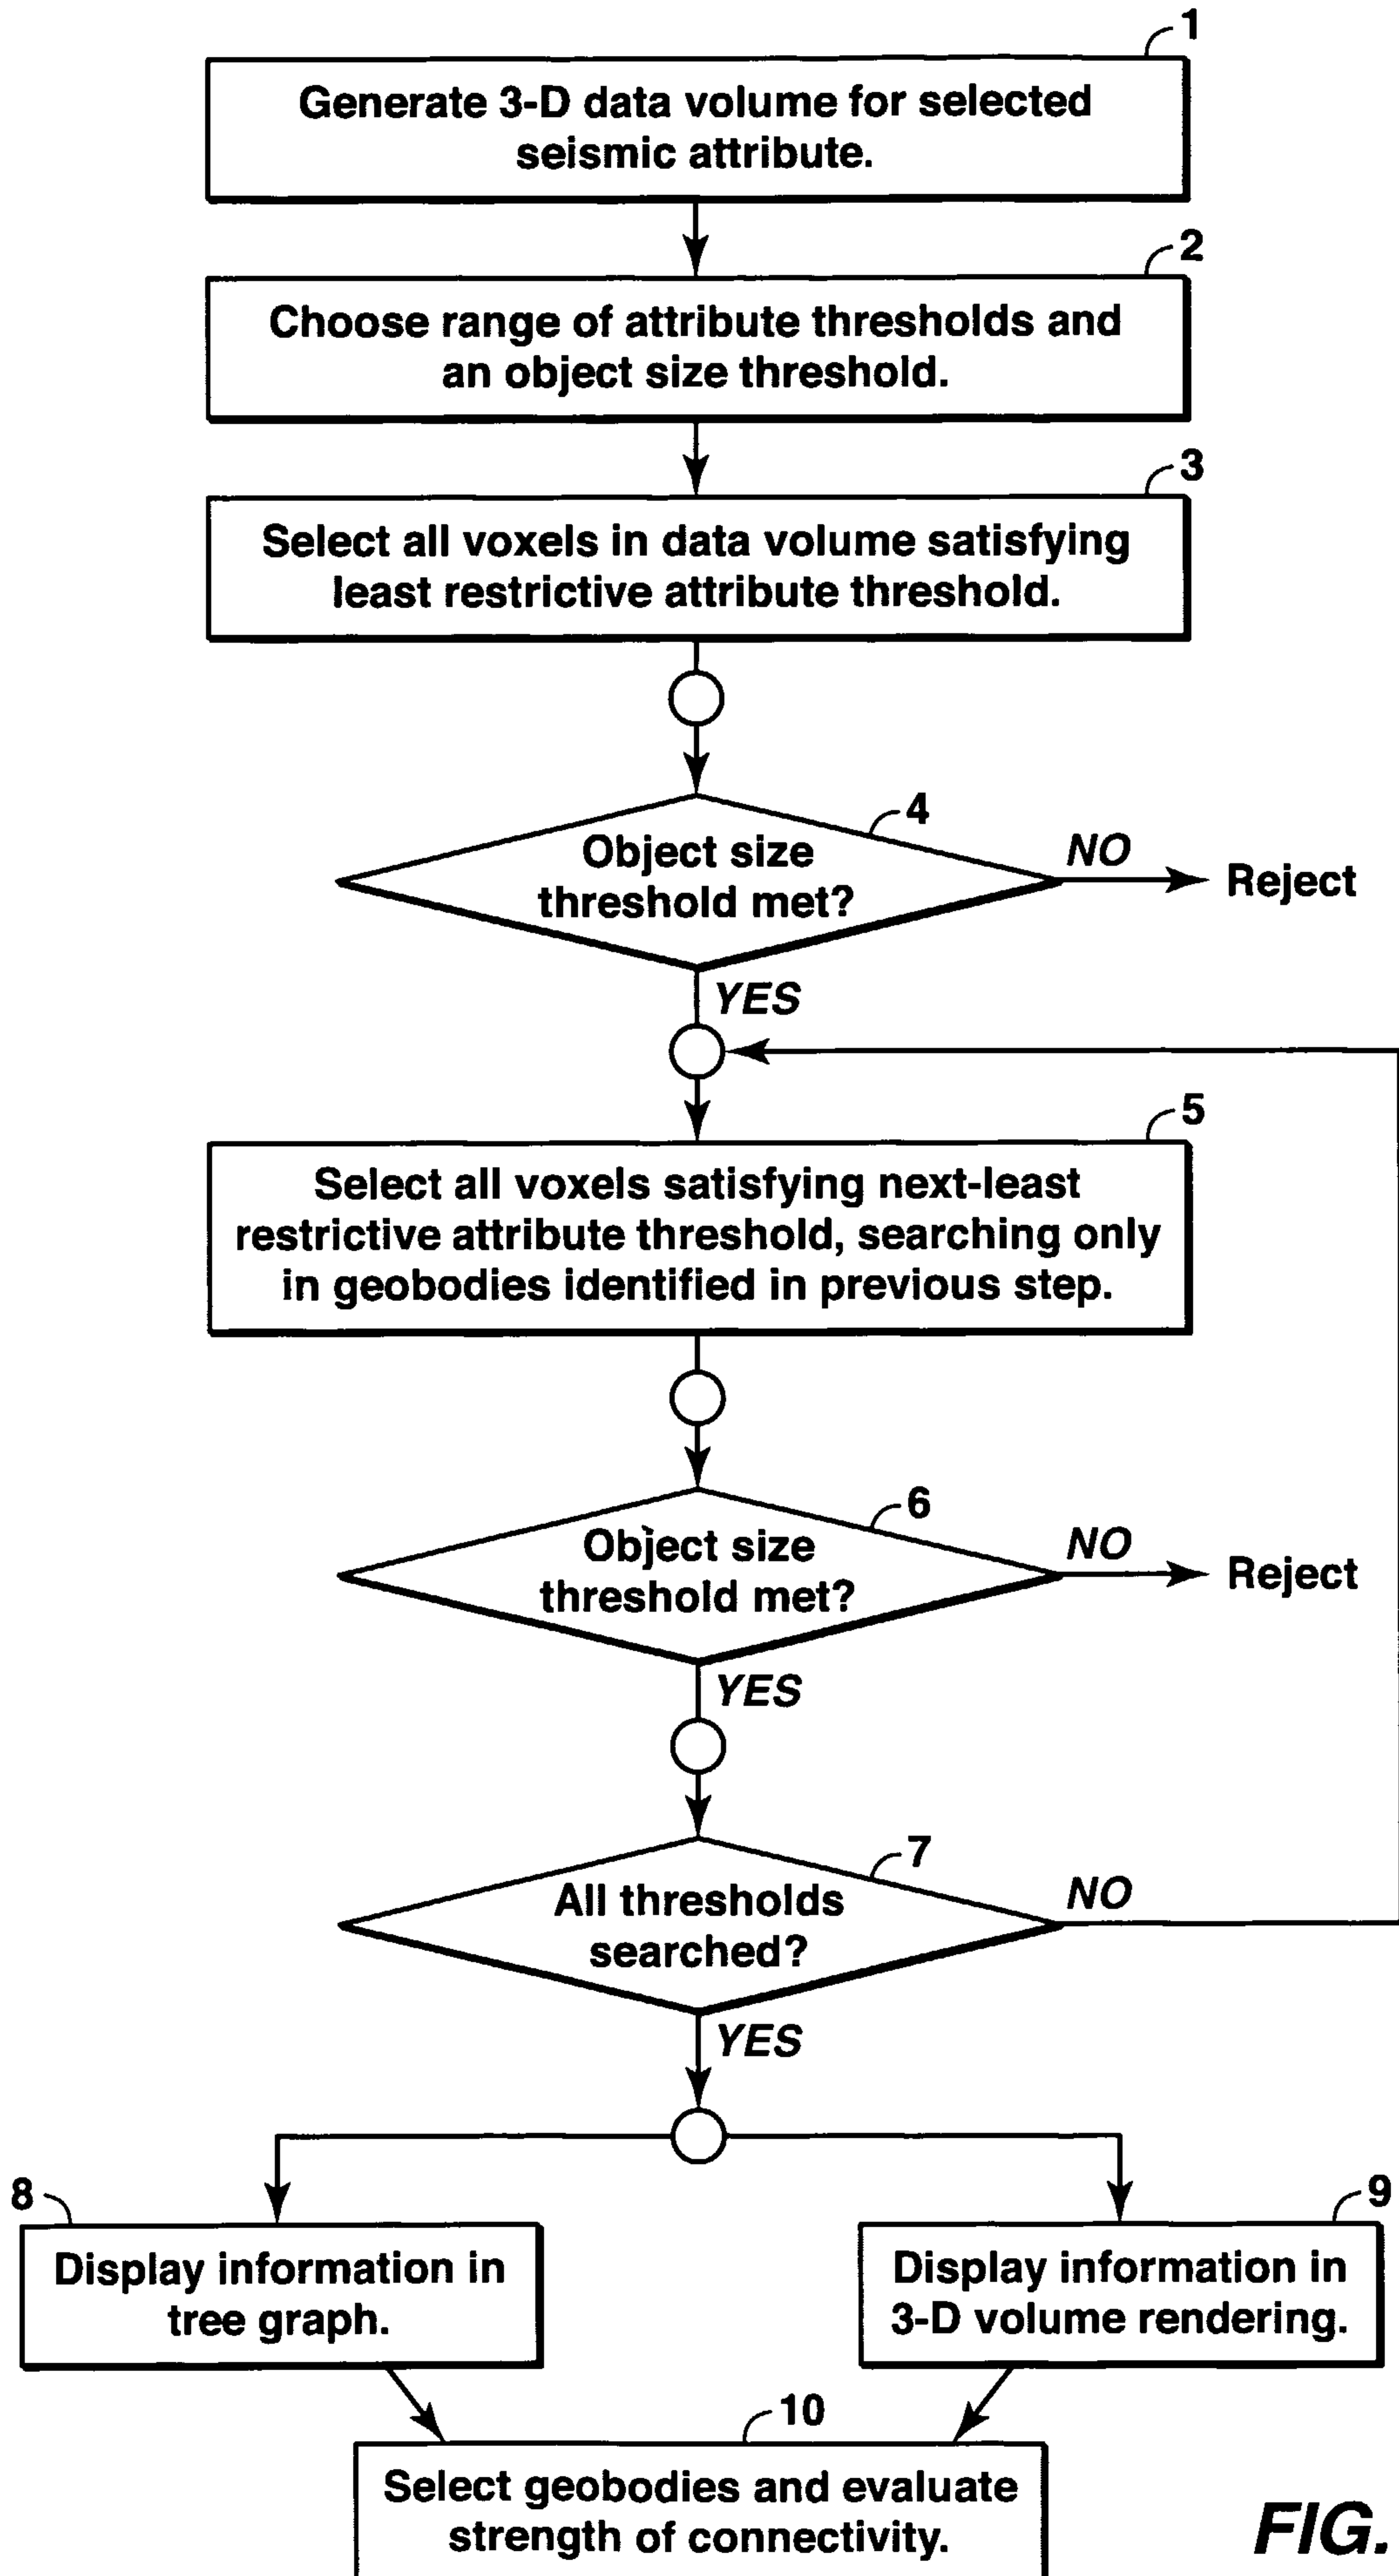 1
Generate 3-D data volume for selected
seismic attribute.
2
Choose range of attribute thresholds and
an object size threshold.
3
Select all voxels in data volume satisfying
least restrictive attribute threshold.
4
Object size
threshold met?
NO
Reject
YES
5
Select all voxels satisfying next-least
restrictive attribute threshold, searching only
in geobodies identified in previous step.
6
Object size
threshold met?
NO
Reject
YES
7
All thresholds
searched?
NO
YES
8
Display information in
tree graph.
9
Display information in
3-D volume rendering.
10
Select geobodies and evaluate
strength of connectivity.
FIG.